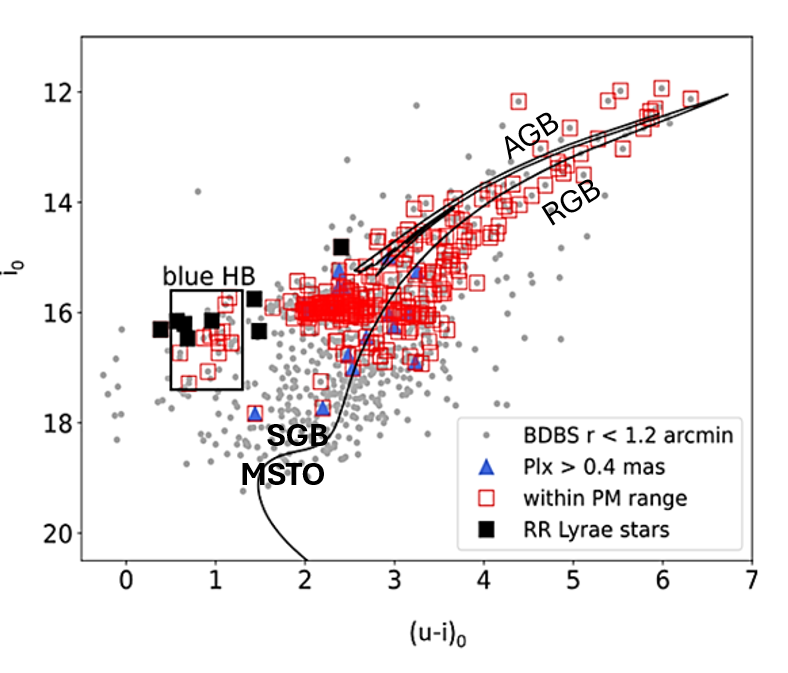 12
14
16
18
20
i₀
AGB
RGB
blue HB
SGB
MSTO
BDBS r < 1.2 arcmin
Plx > 0.4 mas
within PM range
RR Lyrae stars
0 1 2 3 4 5 6 7
(u-i)₀